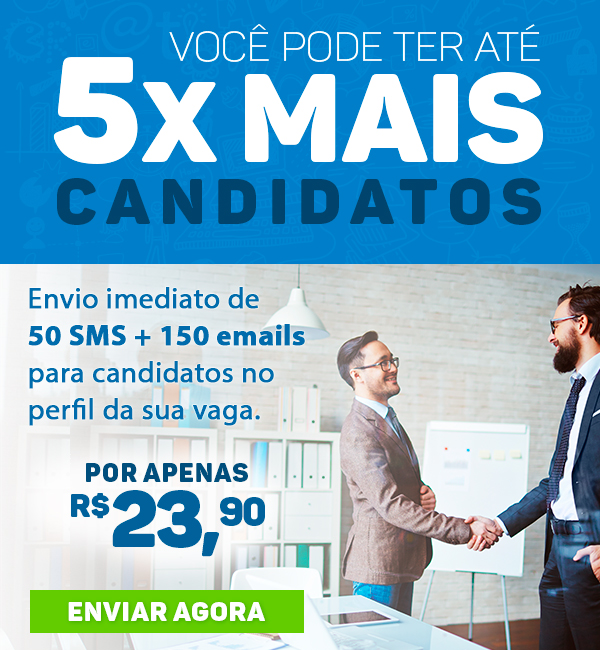 VOCÊ PODE TER ATÉ
5X MAIS
CANDIDATOS
Envio imediato de
50 SMS + 150 emails
para candidatos no
perfil da sua vaga.
POR APENAS
R$23,90
ENVIAR AGORA